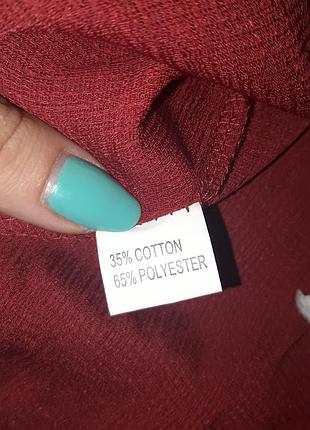 35% COTTON
65% POLYESTER